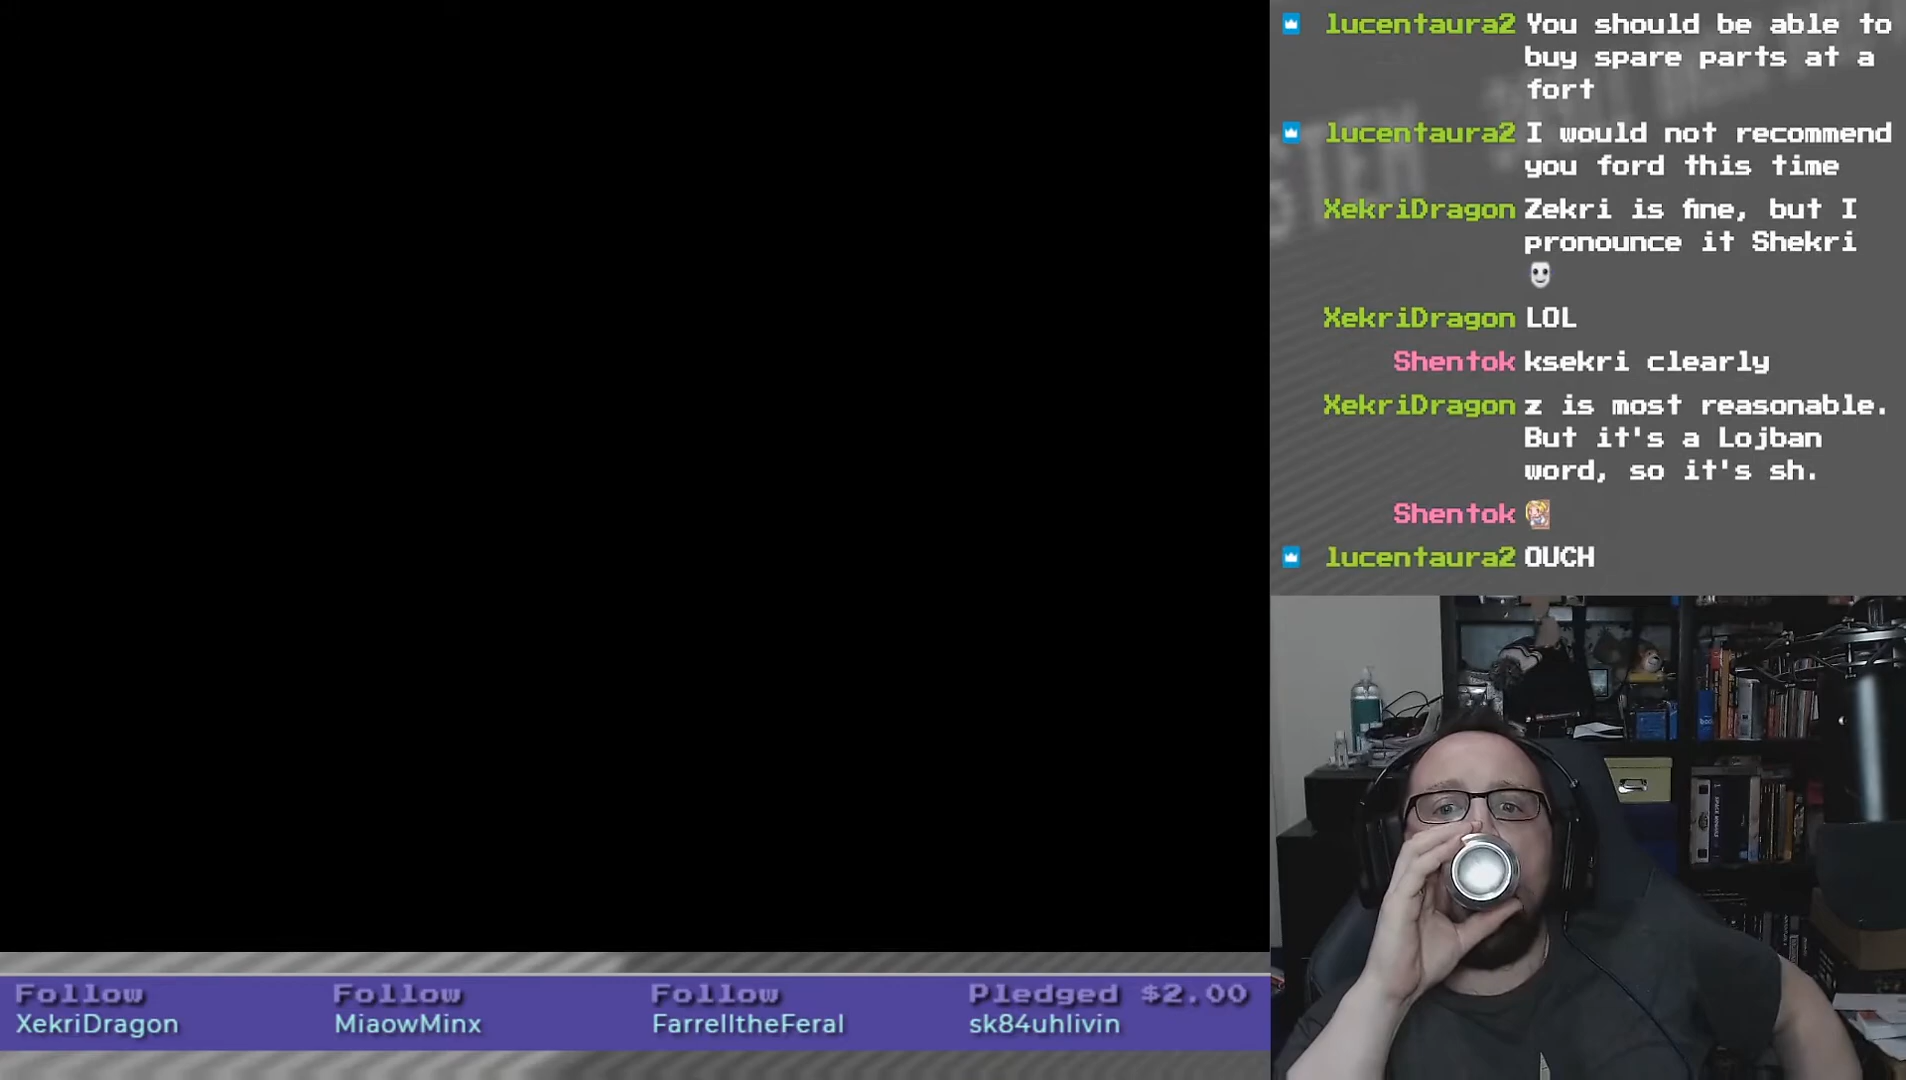 lucentaura2 You should be able to
buy spare parts at a
fort
lucentaura2 I would not recommend
you ford this time
XekriDragon Zekri is fine, but I
pronounce it Shekri
XekriDragon LOL
Shentok ksekri clearly
XekriDragon z is most reasonable.
But it's a Lojban
word, so it's sh.
Shentok
lucentaura2 OUCH
Follow Follow Follow Pledged $2.00
XekriDragon MiaowMinx FarrelltheFeral sk84uhlivin